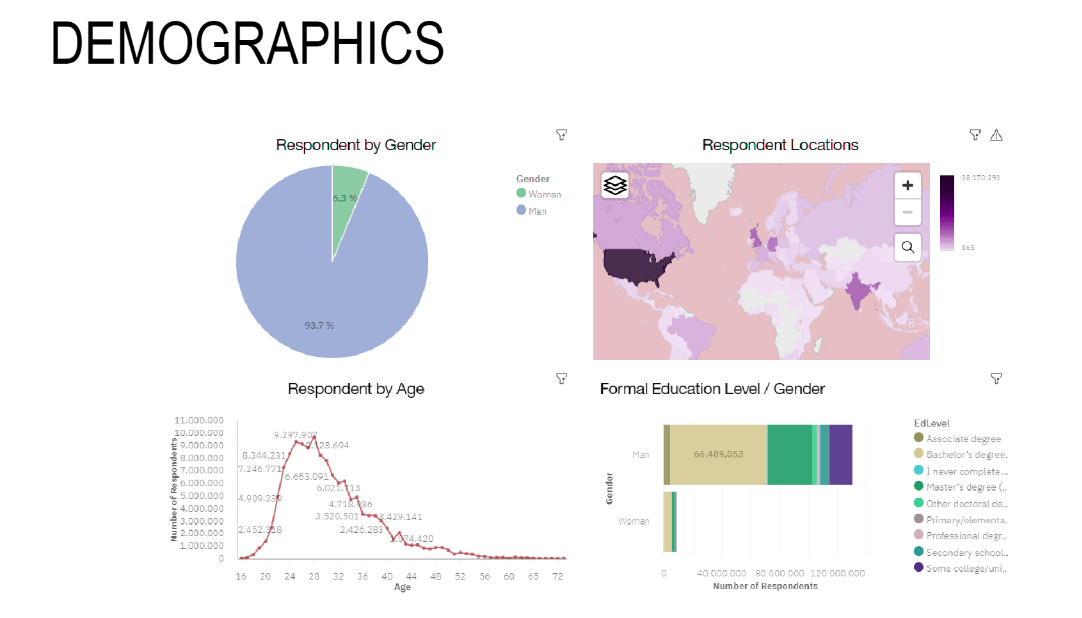 DEMOGRAPHICS
Respondent by Gender
6,3 %
93,7 %
Gender
Woman
Man
Respondent Locations
38.170.293
865
Respondent by Age
Number of Respondents
11.000.000
10.000.000
9.000.000
8.000.000
7.000.000
6.000.000
5.000.000
4.000.000
3.000.000
2.000.000
1.000.000
0
9.297.907
8.344.231
7.246.771
6.653.091
6.021.713
4.909.239
4.718.986
3.520.501
3.429.141
2.452.318
2.426.283
16 20 24 28 32 36 40 44 48 52 56 60 65 72
Age
Formal Education Level / Gender
Gender
Man
Woman
66.489.053
0 40.000.000 80.000.000 120.000.000
Number of Respondents
EdLevel
Associate degree
Bachelor's degree..
I never complete...
Master's degree (,.
Other doctoral de...
Primary/elementa..
Professional degr..
Secondary school..
Some college/uni,.